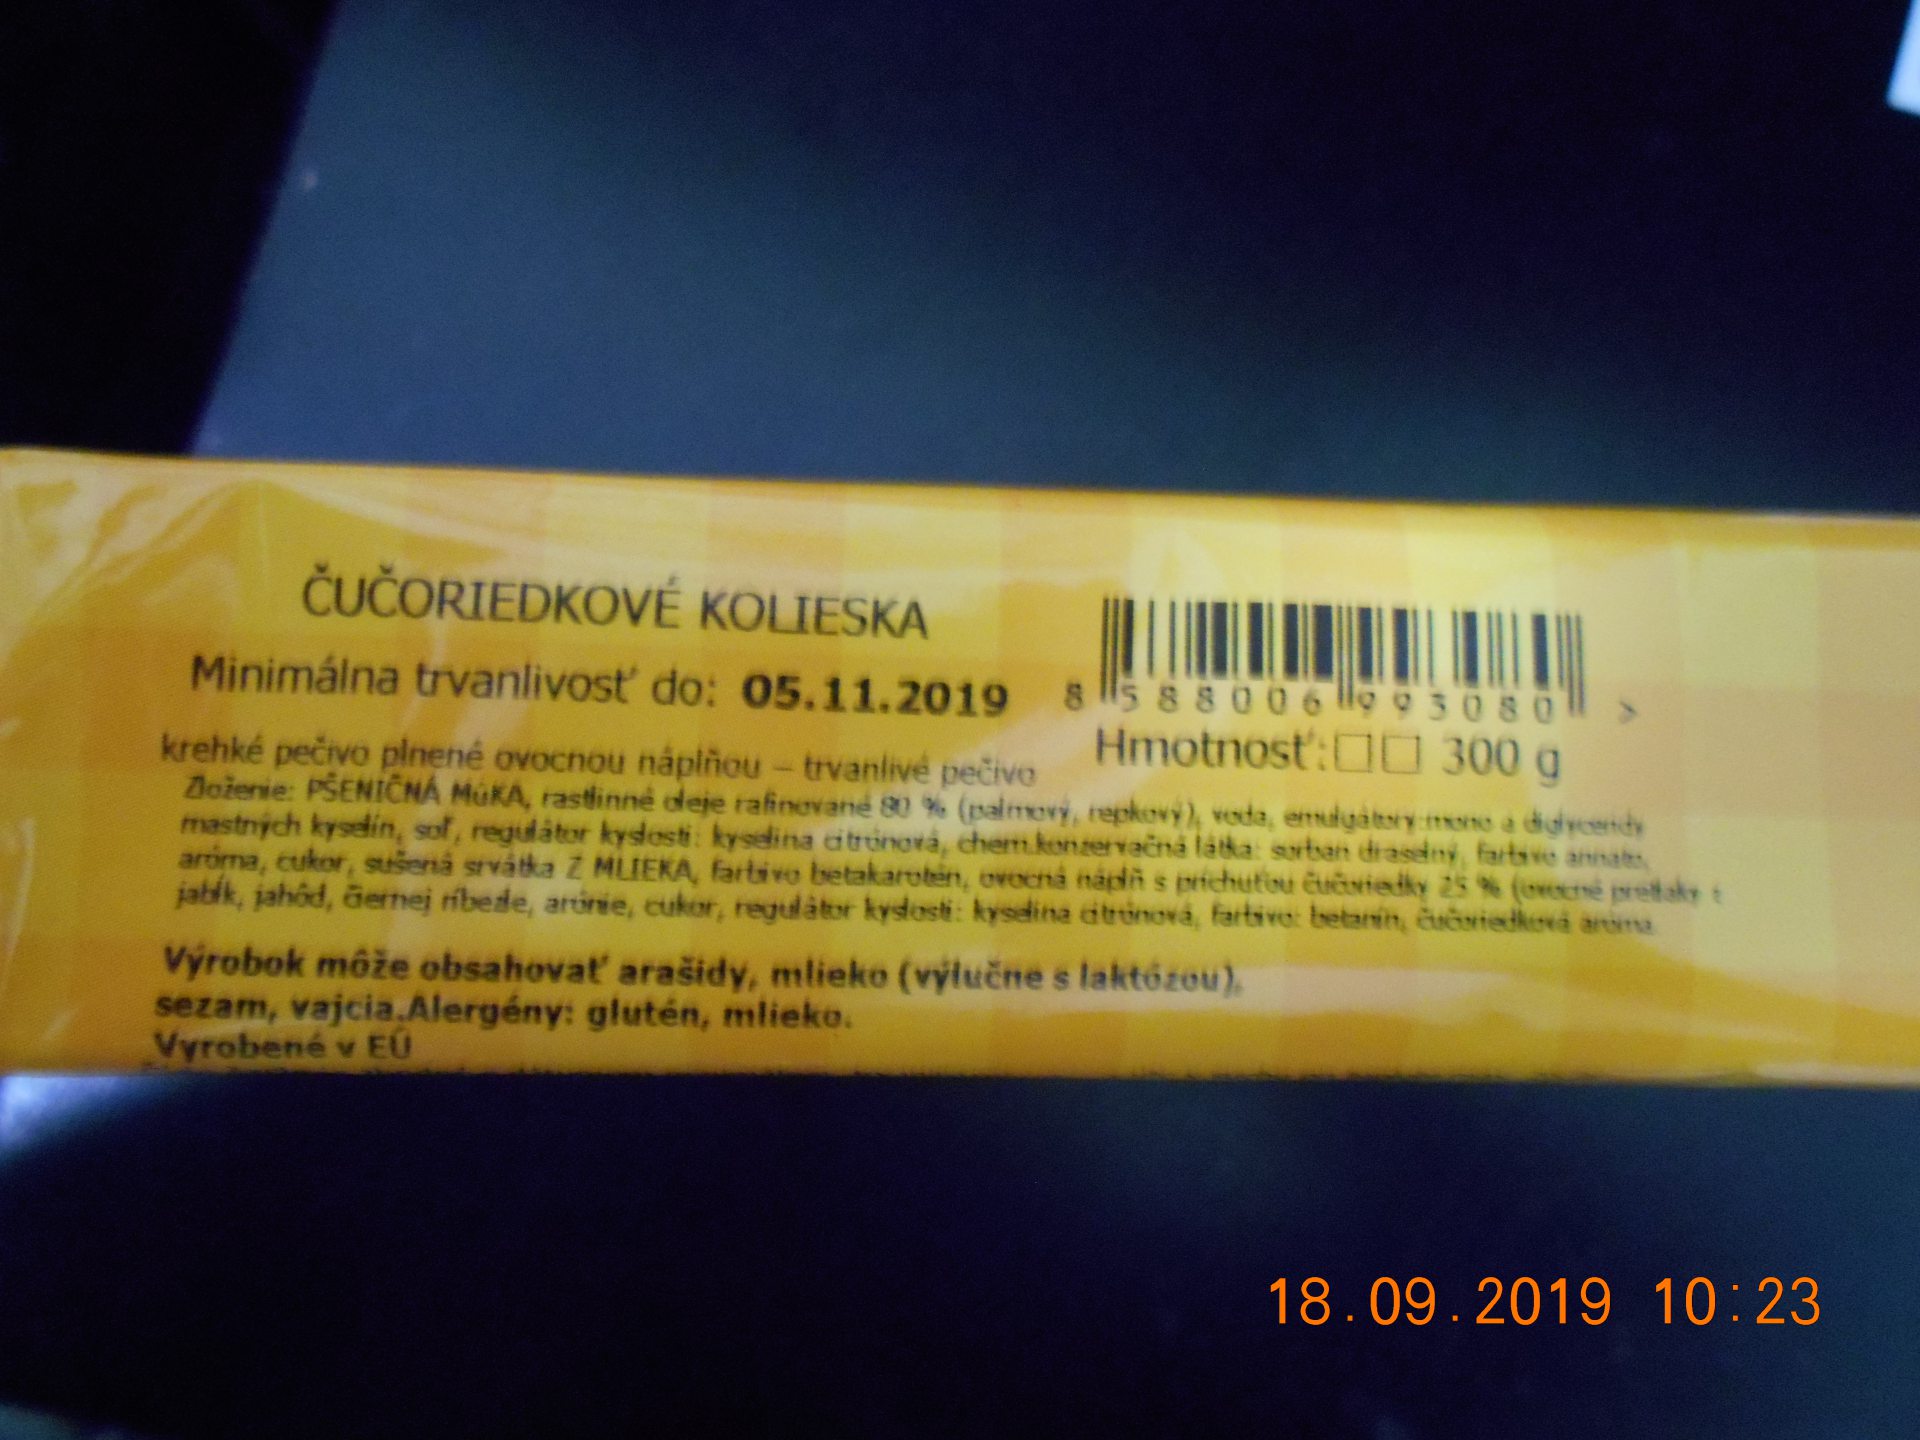 ČUČORIEDKOVÉ KOLIESKA
Minimálna trvanlivosť do: 05.11.2019
8 588006 993080 >
Hmotnosť:□□ 300 g
krehké pečivo plnené ovocnou náplňou – trvanlivé pečivo
Zloženie: PŠENIČNÁ MúKA, rastlinné oleje rafinované 80 % (palmový, repkový), voda, emulgátory:mono a diglyceridy
mastných kyselín, soľ, regulátor kyslosti: kyselina citrónová, chem.konzervačná látka: sorban draselný, farbivo annato,
aróma, cukor, sušená srvátka Z MLIEKA, farbivo betakarotén, ovocná náplň s príchuťou čučoriedky 25 % (ovocné pretlaky
jabĺk, jahôd, čiernej ríbezle, arónie, cukor, regulátor kyslosti: kyselina citrónová, farbivo: betanín, čučoriedková aróma
Výrobok môže obsahovať arašidy, mlieko (výlučne s laktózou),
sezam, vajcia.Alergény: glutén, mlieko.
Vyrobené v EÚ
18.09.2019 10:23